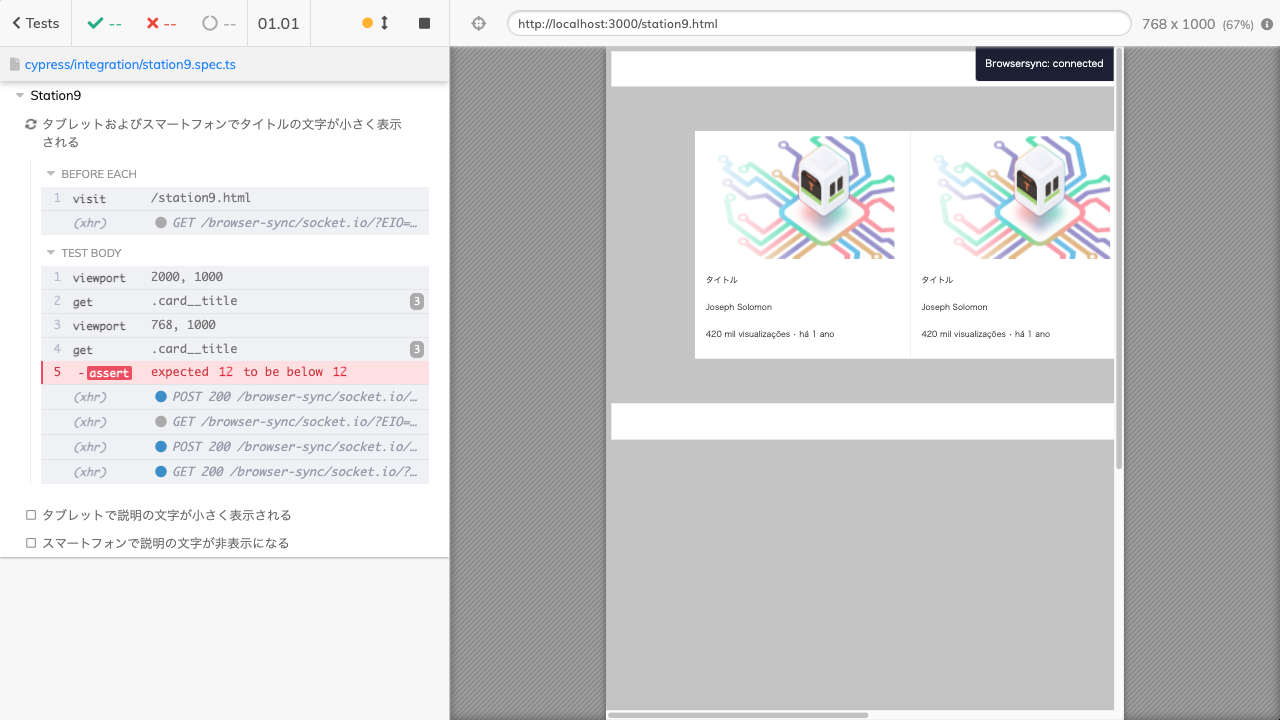 Tests
--
--
--
01.01
http://localhost:3000/station9.html
768 x 1000 (67%)
cypress/integration/station9.spec.ts
Station9
タブレットおよびスマートフォンでタイトルの文字が小さく表示
される
BEFORE EACH
1 visit /station9.html
(xhr) GET /browser-sync/socket.io/?EIO=…
TEST BODY
1 viewport 2000, 1000
2 get .card__title 3
3 viewport 768, 1000
4 get .card__title 3
5 -assert expected 12 to be below 12
(xhr) POST 200 /browser-sync/socket.io/…
(xhr) GET /browser-sync/socket.io/?EIO=…
(xhr) POST 200 /browser-sync/socket.io/…
(xhr) GET 200 /browser-sync/socket.io/?…
タブレットで説明の文字が小さく表示される
スマートフォンで説明の文字が非表示になる
Browsersync: connected
タイトル
Joseph Solomon
420 mil visualizações・há 1 ano
タイトル
Joseph Solomon
420 mil visualizações・há 1 ano